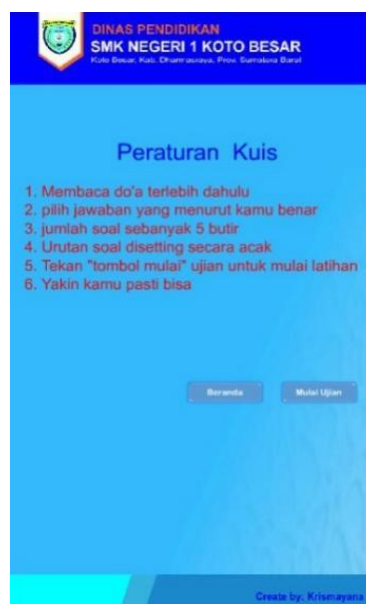 DINAS PENDIDIKAN
SMK NEGERI 1 KOTO BESAR
Koto Besar, Kab. Dharmasraya, Prov. Sumatera Barat
Peraturan Kuis
1. Membaca do'a terlebih dahulu
2. pilih jawaban yang menurut kamu benar
3. jumlah soal sebanyak 5 butir
4. Urutan soal disetting secara acak
5. Tekan "tombol mulai" ujian untuk mulai latihan
6. Yakin kamu pasti bisa
Beranda Mulai Ujian
Create by: Krismayana